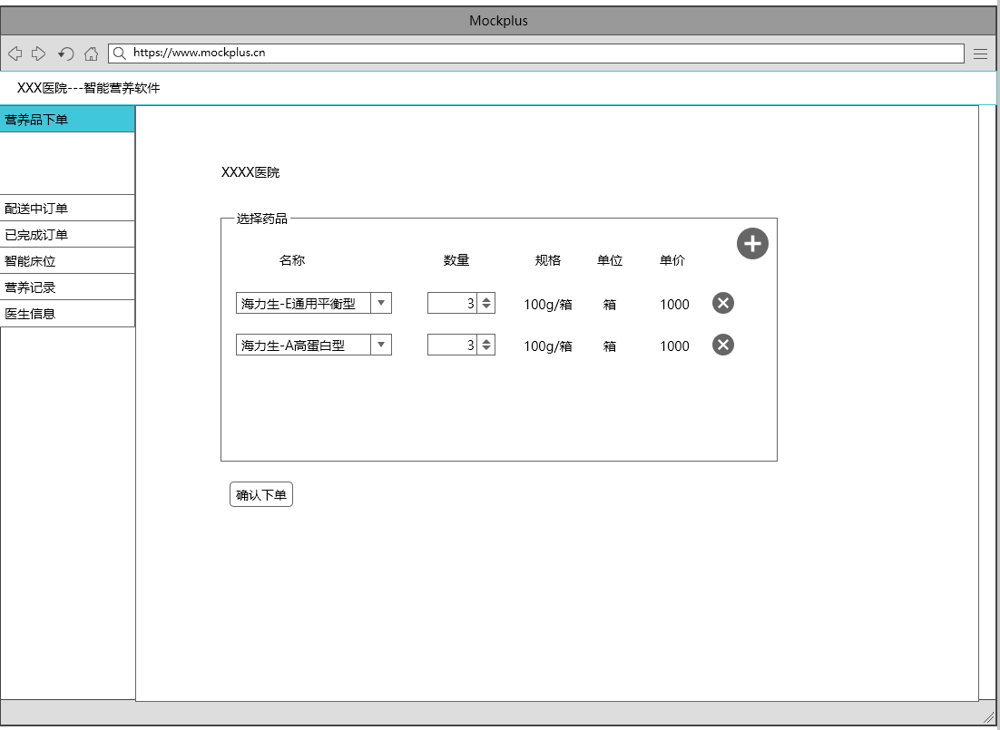 Mockplus
https://www.mockplus.cn
XXX医院---智能营养软件
营养品下单
配送中订单
已完成订单
智能床位
营养记录
医生信息
XXXX医院
选择药品
名称 数量 规格 单位 单价
海力生-E通用平衡型 3 100g/箱 箱 1000
海力生-A高蛋白型 3 100g/箱 箱 1000
确认下单